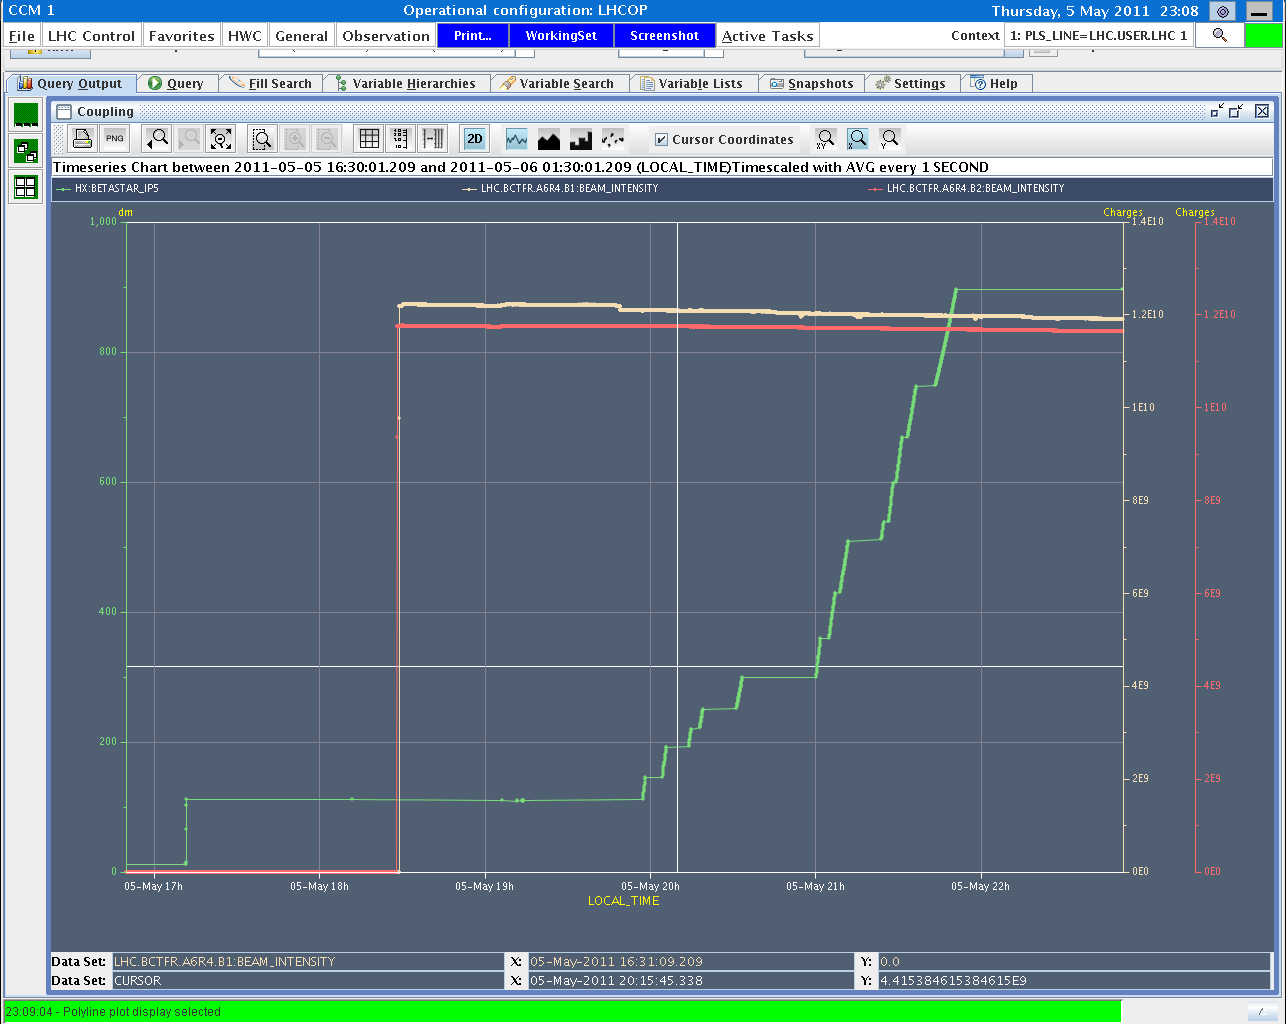 CCM 1 Operational configuration: LHCOP Thursday, 5 May 2011 23:08
File LHC Control Favorites HWC General Observation Print... WorkingSet Screenshot Active Tasks Context 1: PLS_LINE=LHC.USER.LHC 1
Query Output Query Fill Search Variable Hierarchies Variable Search Variable Lists Snapshots Settings Help
Coupling
PNG 2D Cursor Coordinates XY X Y
Timeseries Chart between 2011-05-05 16:30:01.209 and 2011-05-06 01:30:01.209 (LOCAL_TIME)Timescaled with AVG every 1 SECOND
HX:BETASTAR_IP5 LHC.BCTFR.A6R4.B1:BEAM_INTENSITY LHC.BCTFR.A6R4.B2:BEAM_INTENSITY
dm Charges Charges
1,000 1.4E10 1.4E10
1.2E10 1.2E10
800
1E10 1E10
600
8E9 8E9
400 6E9 6E9
4E9 4E9
200
2E9 2E9
0 0E0 0E0
05-May 17h 05-May 18h 05-May 19h 05-May 20h 05-May 21h 05-May 22h
LOCAL_TIME
Data Set: LHC.BCTFR.A6R4.B1:BEAM_INTENSITY X: 05-May-2011 16:31:09.209 Y: 0.0
Data Set: CURSOR X: 05-May-2011 20:15:45.338 Y: 4.415384615384615E9
23:09:04 - Polyline plot display selected